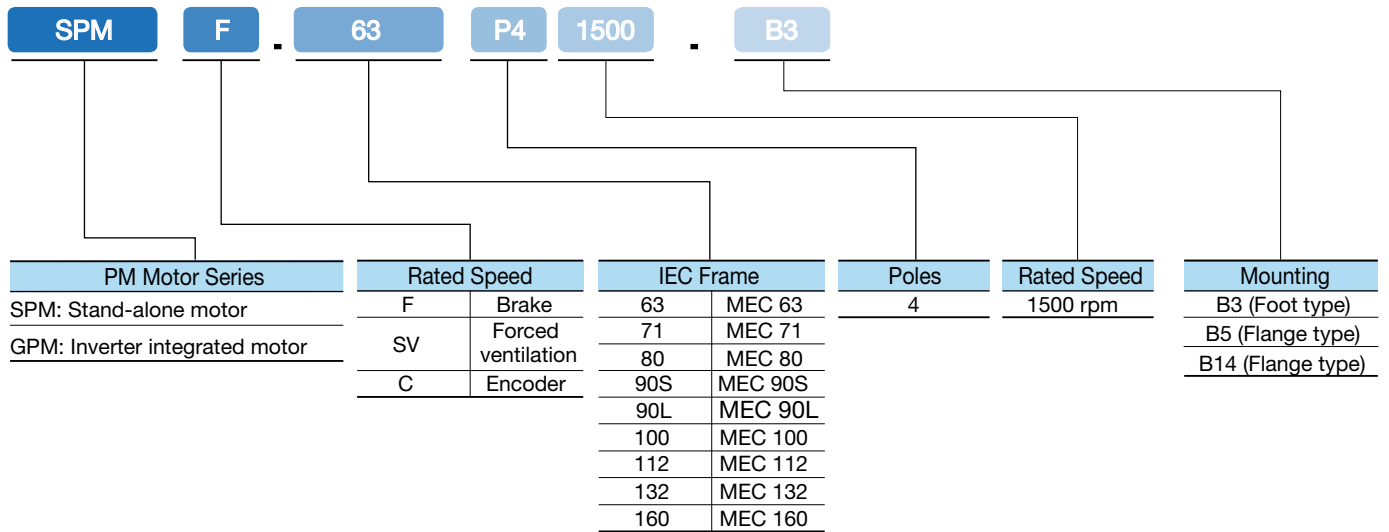 SPM F - 63 P4 1500 - B3
PM Motor Series
SPM: Stand-alone motor
GPM: Inverter integrated motor
Rated Speed
F Brake
SV Forced
ventilation
C Encoder
IEC Frame
63 MEC 63
71 MEC 71
80 MEC 80
90S MEC 90S
90L MEC 90L
100 MEC 100
112 MEC 112
132 MEC 132
160 MEC 160
Poles
4
Rated Speed
1500 rpm
Mounting
B3 (Foot type)
B5 (Flange type)
B14 (Flange type)